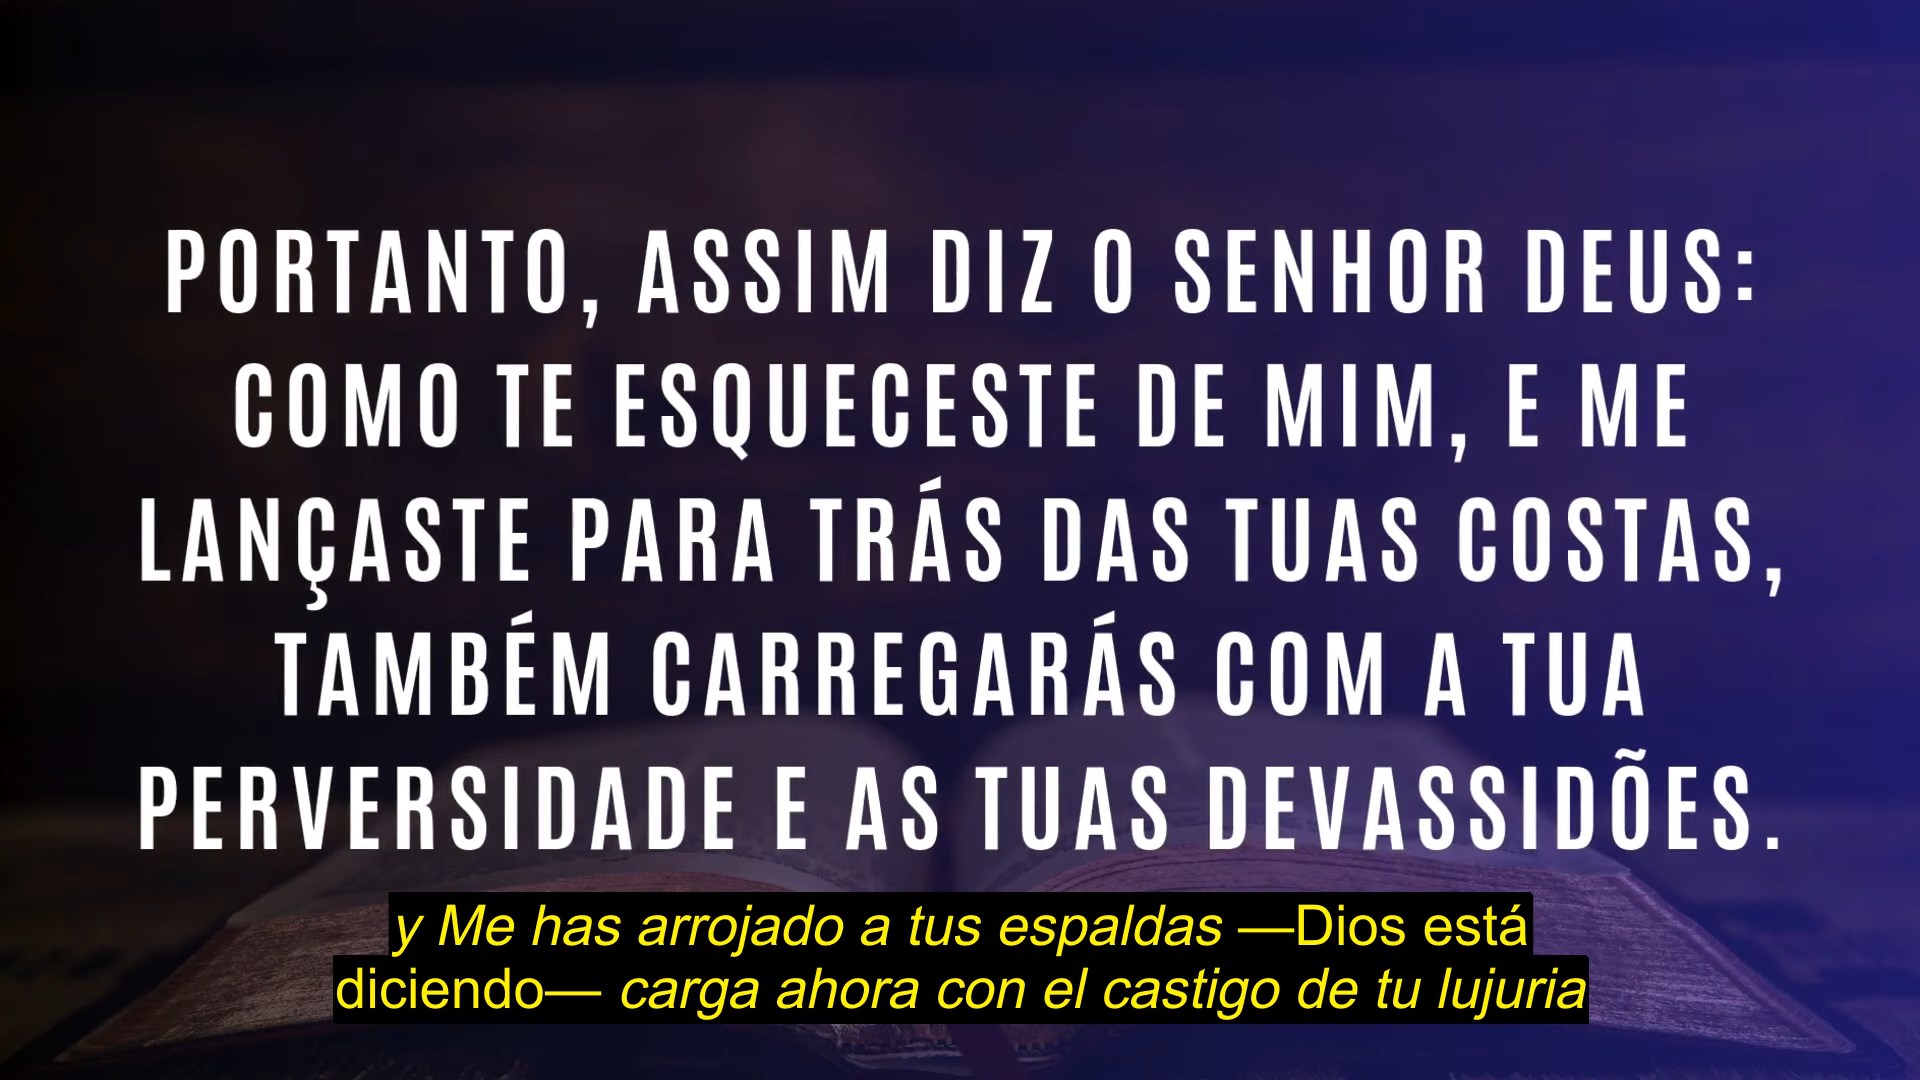 PORTANTO, ASSIM DIZ O SENHOR DEUS:
COMO TE ESQUECESTE DE MIM, E ME
LANÇASTE PARA TRÁS DAS TUAS COSTAS,
TAMBÉM CARREGARÁS COM A TUA
PERVERSIDADE E AS TUAS DEVASSIDÕES.
y Me has arrojado a tus espaldas —Dios está
diciendo— carga ahora con el castigo de tu lujuria